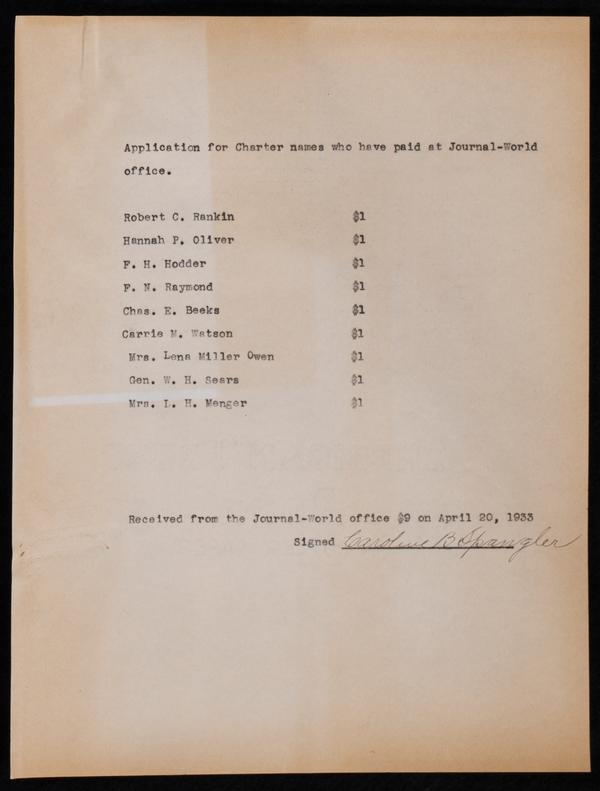 Application for Charter names who have paid at Journal-World
office.
Robert C. Rankin $1
Hannah P. Oliver $1
F. H. Hodder $1
F. N. Raymond $1
Chas. E. Beeks $1
Carrie M. Watson $1
Mrs. Lena Miller Owen $1
Gen. W. H. Sears $1
Mrs. L. H. Menger $1
Received from the Journal-World office $9 on April 20, 1933
Signed Caroline B Spangler